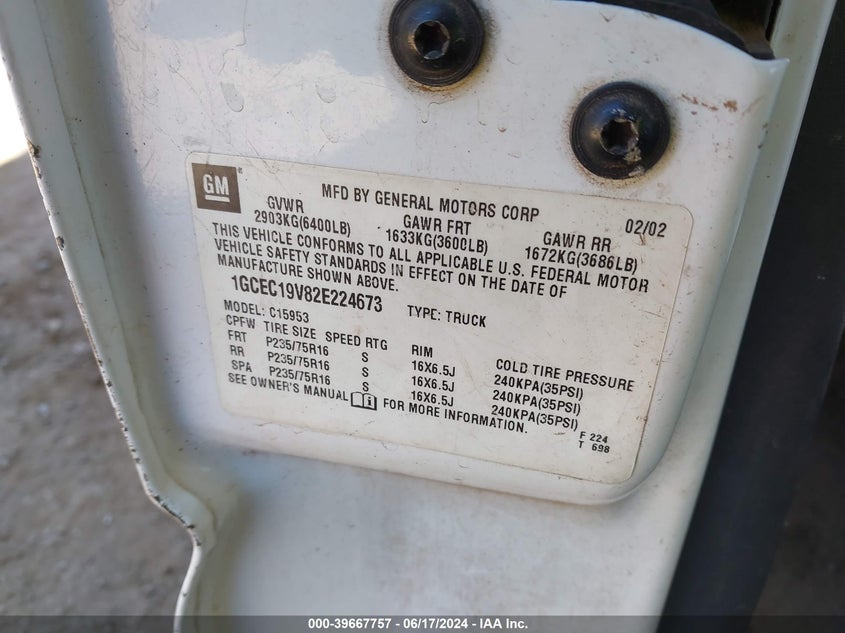 GM
MFD BY GENERAL MOTORS CORP 02/02
GVWR GAWR FRT GAWR RR
2903KG(6400LB) 1633KG(3600LB) 1672KG(3686LB)
THIS VEHICLE CONFORMS TO ALL APPLICABLE U.S. FEDERAL MOTOR
VEHICLE SAFETY STANDARDS IN EFFECT ON THE DATE OF
MANUFACTURE SHOWN ABOVE.
1GCEC19V82E224673 TYPE: TRUCK
MODEL: C15953
CPFW TIRE SIZE SPEED RTG RIM COLD TIRE PRESSURE
FRT P235/75R16 S 16X6.5J 240KPA(35PSI)
RR P235/75R16 S 16X6.5J 240KPA(35PSI)
SPA P235/75R16 S 16X6.5J 240KPA(35PSI)
SEE OWNER'S MANUAL FOR MORE INFORMATION.
F 224
T 698
000-39667757 - 06/17/2024 - IAA Inc.